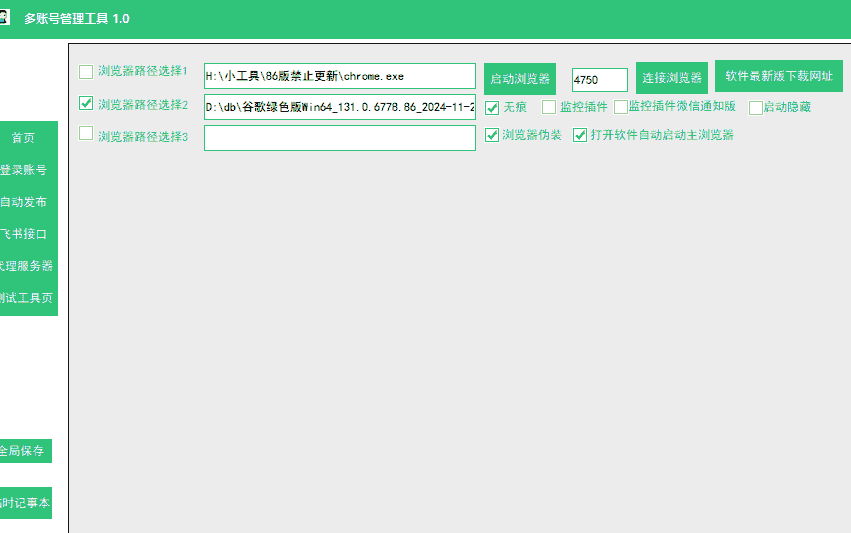 多账号管理工具 1.0
首页
登录账号
自动发布
飞书接口
代理服务器
测试工具页
全局保存
临时记事本
浏览器路径选择1
H:\小工具\86版禁止更新\chrome.exe
启动浏览器
4750
连接浏览器
软件最新版下载网址
浏览器路径选择2
D:\db\谷歌绿色版Win64_131.0.6778.86_2024-11-2
无痕
监控插件
监控插件微信通知版
启动隐藏
浏览器路径选择3
浏览器伪装
打开软件自动启动主浏览器